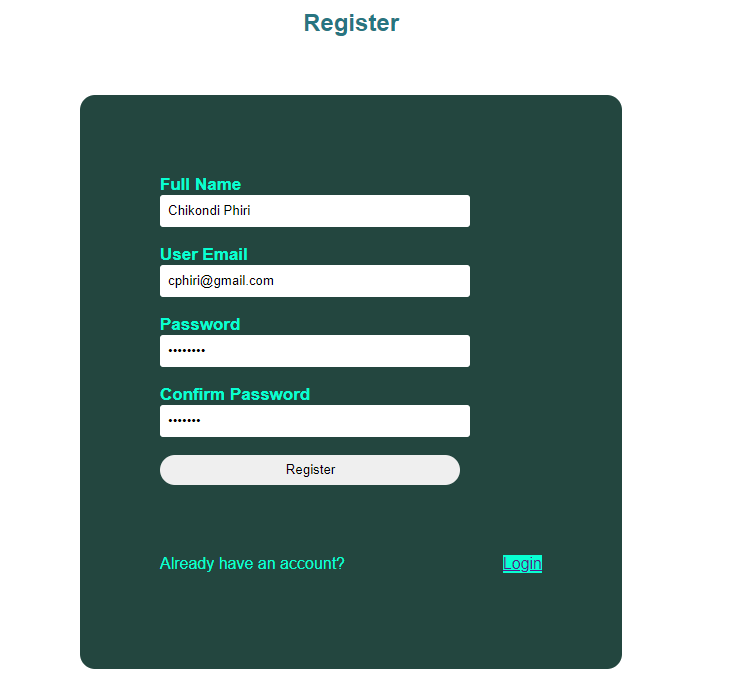 Register
Full Name
Chikondi Phiri
User Email
cphiri@gmail.com
Password
••••••••
Confirm Password
•••••••
Register
Already have an account? Login